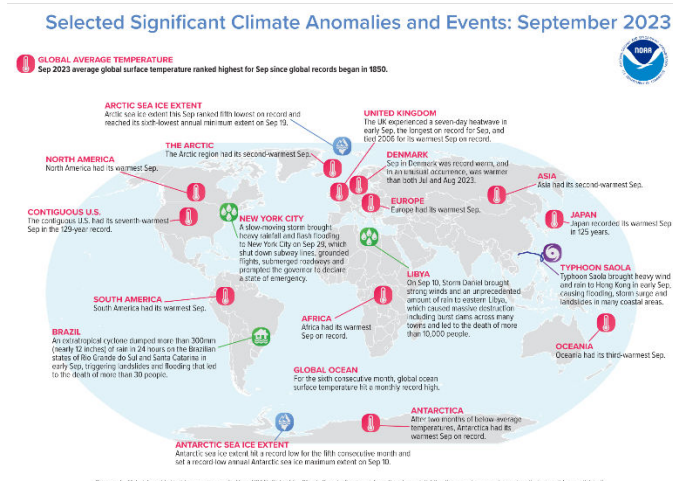 Selected Significant Climate Anomalies and Events: September 2023
GLOBAL AVERAGE TEMPERATURE
Sep 2023 average global surface temperature ranked highest for Sep since global records began in 1850.
NOAA
ARCTIC SEA ICE EXTENT
Arctic sea ice extent this Sep ranked fifth lowest on record and
reached its sixth-lowest annual minimum extent on Sep 19.
UNITED KINGDOM
The UK experienced a seven-day heatwave in
early Sep, the longest on record for Sep, and
tied 2006 for its warmest Sep on record.
THE ARCTIC
The Arctic region had its second-warmest Sep.
DENMARK
Sep in Denmark was record warm, and
in an unusual occurrence, was warmer
than both Jul and Aug 2023.
NORTH AMERICA
North America had its warmest Sep.
ASIA
Asia had its second-warmest Sep.
EUROPE
Europe had its warmest Sep.
CONTIGUOUS U.S.
The contiguous U.S. had its seventh-warmest
Sep in the 129-year record.
NEW YORK CITY
A slow-moving storm brought
heavy rainfall and flash flooding
to New York City on Sep 29, which
shut down subway lines, grounded
flights, submerged roadways and
prompted the governor to declare
a state of emergency.
JAPAN
Japan recorded its warmest Sep
in 125 years.
LIBYA
On Sep 10, Storm Daniel brought
strong winds and an unprecedented
amount of rain to eastern Libya,
which caused massive destruction
including burst dams across many
towns and led to the death of more
than 10,000 people.
TYPHOON SAOLA
Typhoon Saola brought heavy wind
and rain to Hong Kong in early Sep,
causing flooding, storm surge and
landsides in many coastal areas.
SOUTH AMERICA
South America had its warmest Sep.
AFRICA
Africa had its warmest
Sep on record.
BRAZIL
An extratropical cyclone dumped more than 300mm
(nearly 12 inches) of rain in 24 hours on the Brazilian
states of Rio Grande do Sul and Santa Catarina in
early Sep, triggering landslides and flooding that led
to the death of more than 30 people.
OCEANIA
Oceania had its third-warmest Sep.
GLOBAL OCEAN
For the sixth consecutive month, global ocean
surface temperature hit a monthly record high.
ANTARCTICA
After two months of below-average
temperatures, Antarctica had its
warmest Sep on record.
ANTARCTIC SEA ICE EXTENT
Antarctic sea ice extent hit a record low for the fifth consecutive month and
set a record-low annual Antarctic sea ice maximum extent on Sep 10.